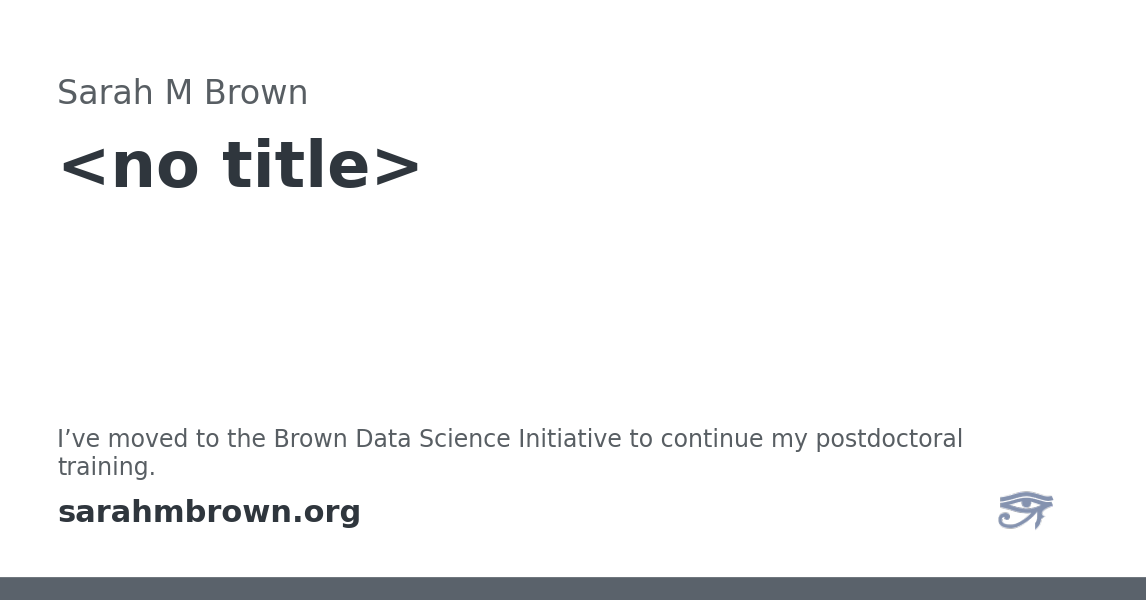 Sarah M Brown
<no title>
I’ve moved to the Brown Data Science Initiative to continue my postdoctoral
training.
sarahmbrown.org